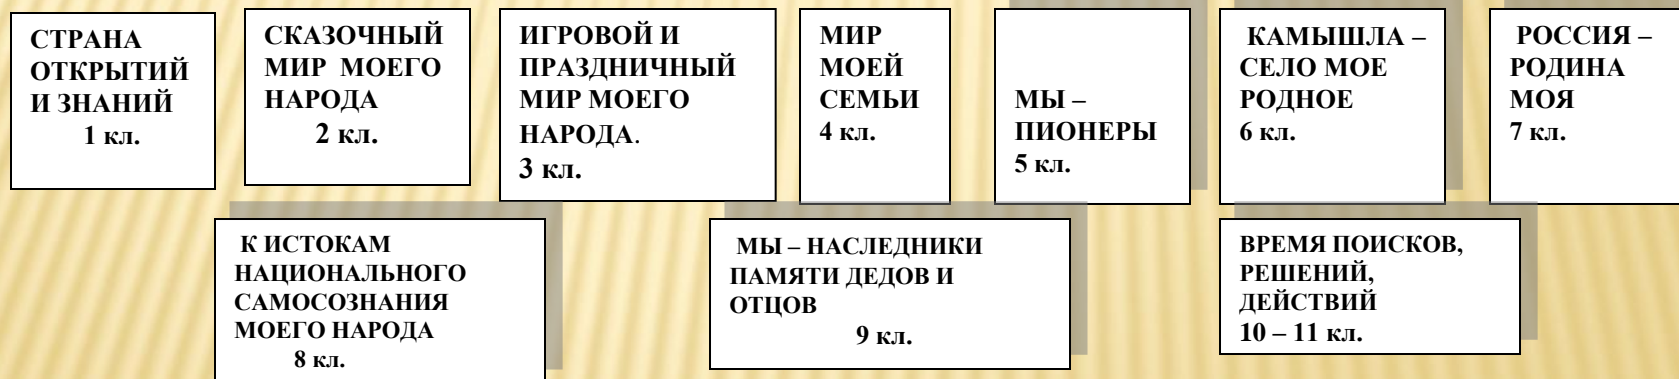 СТРАНА
ОТКРЫТИЙ
И ЗНАНИЙ
1 кл.
СКАЗОЧНЫЙ
МИР МОЕГО
НАРОДА
2 кл.
ИГРОВОЙ И
ПРАЗДНИЧНЫЙ
МИР МОЕГО
НАРОДА.
3 кл.
МИР
МОЕЙ
СЕМЬИ
4 кл.
МЫ –
ПИОНЕРЫ
5 кл.
КАМЫШЛА –
СЕЛО МОЕ
РОДНОЕ
6 кл.
РОССИЯ –
РОДИНА
МОЯ
7 кл.
К ИСТОКАМ
НАЦИОНАЛЬНОГО
САМОСОЗНАНИЯ
МОЕГО НАРОДА
8 кл.
МЫ – НАСЛЕДНИКИ
ПАМЯТИ ДЕДОВ И
ОТЦОВ
9 кл.
ВРЕМЯ ПОИСКОВ,
РЕШЕНИЙ,
ДЕЙСТВИЙ
10 – 11 кл.